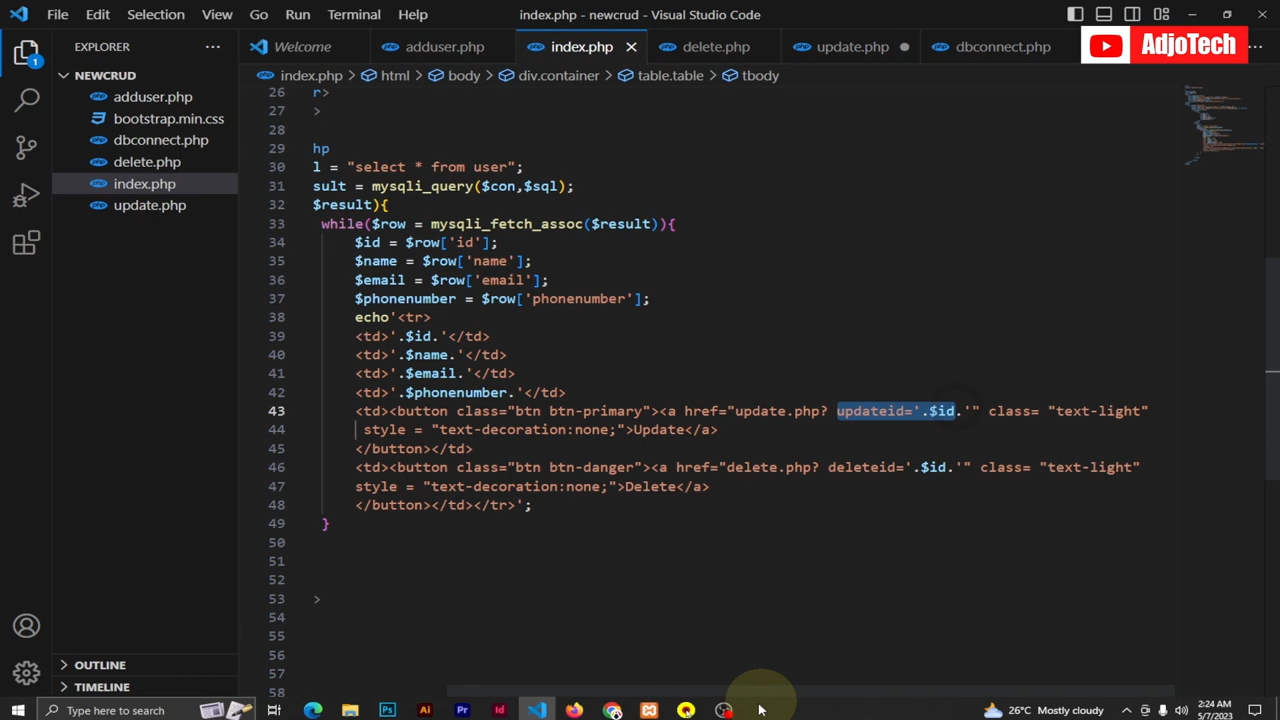 File Edit Selection View Go Run Terminal Help
index.php - newcrud - Visual Studio Code
AdjoTech
EXPLORER
NEWCRUD
adduser.php
bootstrap.min.css
dbconnect.php
delete.php
index.php
update.php
OUTLINE
TIMELINE
1
Welcome adduser.php index.php delete.php update.php dbconnect.php
index.php > html > body > div.container > table.table > tbody
26 r>
27 >
28
29 hp
30 l = "select * from user";
31 sult = mysqli_query($con,$sql);
32 $result){
33 while($row = mysqli_fetch_assoc($result)){
34 $id = $row['id'];
35 $name = $row['name'];
36 $email = $row['email'];
37 $phonenumber = $row['phonenumber'];
38 echo'<tr>
39 <td>'.$id.'</td>
40 <td>'.$name.'</td>
41 <td>'.$email.'</td>
42 <td>'.$phonenumber.'</td>
43 <td><button class="btn btn-primary"><a href="update.php? updateid='.$id.'" class= "text-light"
44 style = "text-decoration:none;">Update</a>
45 </button></td>
46 <td><button class="btn btn-danger"><a href="delete.php? deleteid='.$id.'" class= "text-light"
47 style = "text-decoration:none;">Delete</a>
48 </button></td></tr>';
49 }
50
51
52
53 >
54
55
56
57
58
Type here to search
Ps Ai Pr Id
26°C Mostly cloudy
2:24 AM
5/7/2023